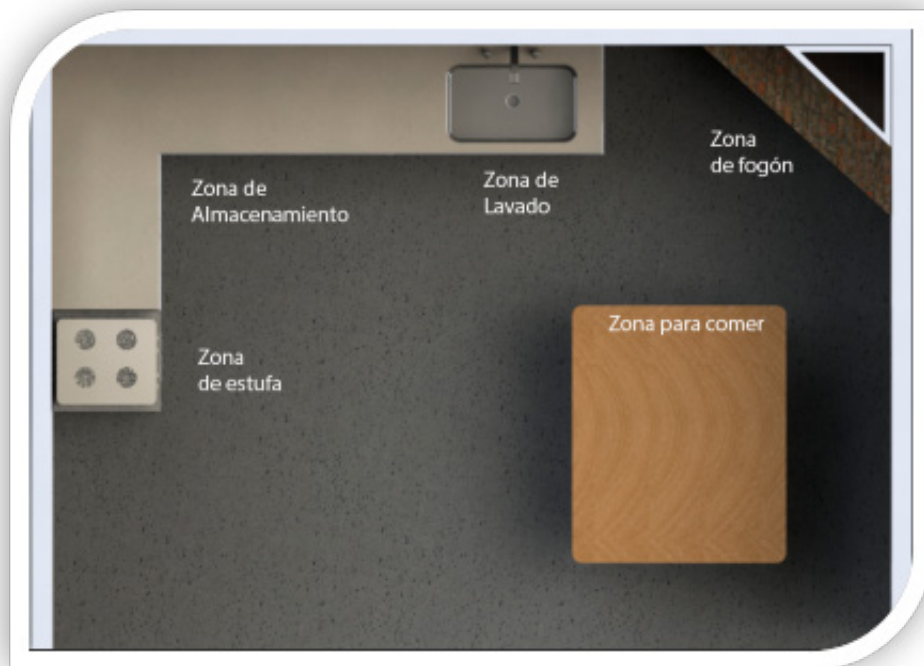 Zona
de fogón
Zona de
Almacenamiento
Zona de
Lavado
Zona para comer
Zona
de estufa